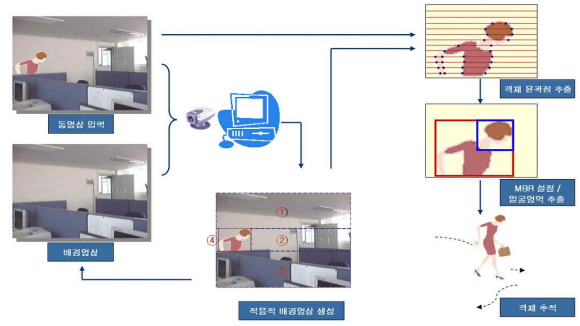 동영상 입력
객체 윤곽점 추출
①
④
②
③
MBR 설정 /
얼굴영역 추출
배경영상
적응적 배경영상 생성
객체 추적